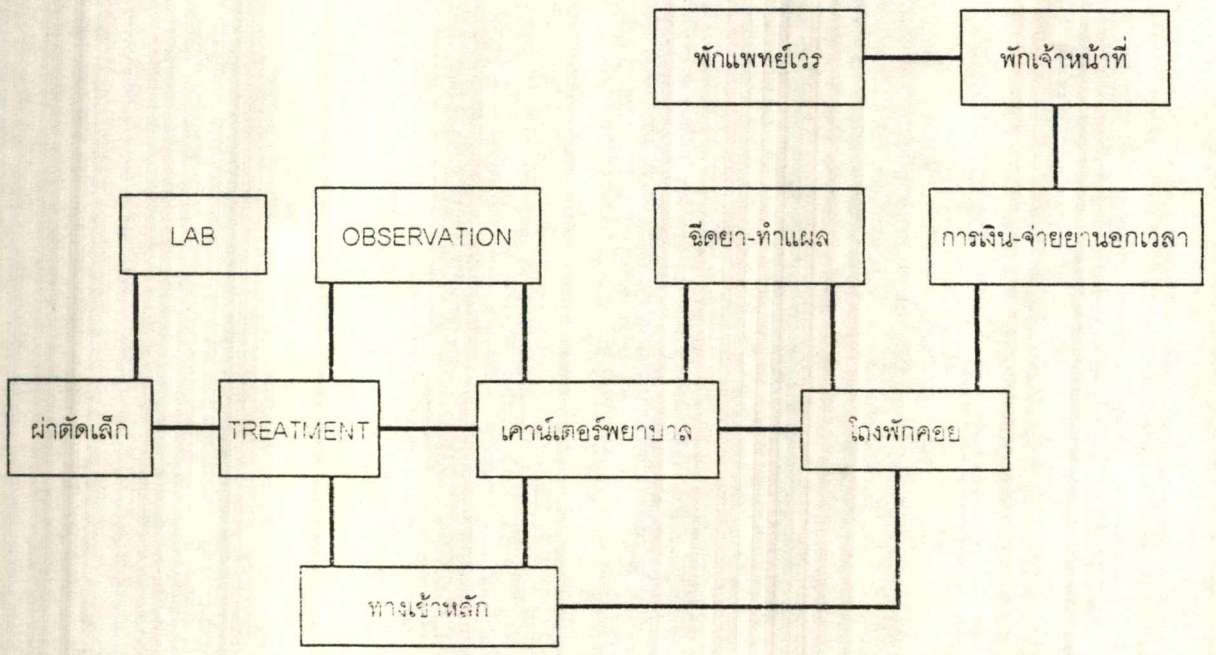 พักแพทย์เวร
พักเจ้าหน้าที่
LAB
OBSERVATION
ฉีดยา-ทำแผล
การเงิน-จ่ายยานอกเวลา
ผ่าตัดเล็ก
TREATMENT
เคาน์เตอร์พยาบาล
โถงพักคอย
ทางเข้าหลัก